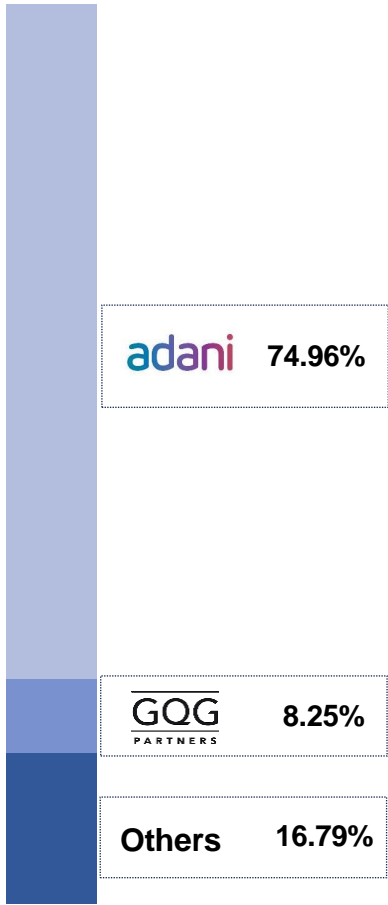 adani 74.96%
GQG
PARTNERS
8.25%
Others 16.79%